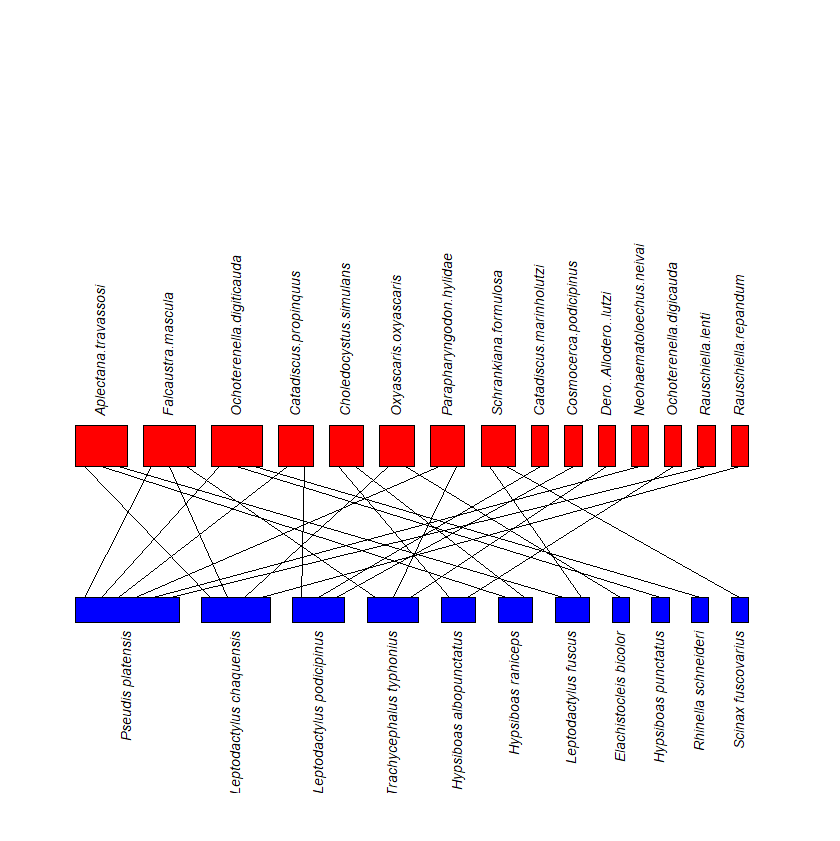 Aplectana.travassosi
Falcaustra.mascula
Ochoterenella.digiticauda
Catadiscus.propinquus
Choledocystus.simulans
Oxyascaris.oxyascaris
Parapharyngodon.hylidae
Schrankiana.formulosa
Catadiscus.marinholutzi
Cosmocerca.podicipinus
Dero..Allodero..lutzi
Neohaematoloechus.neivai
Ochoterenella.digicauda
Rauschiella.lenti
Rauschiella.repandum
Pseudis platensis
Leptodactylus chaquensis
Leptodactylus podicipinus
Trachycephalus typhonius
Hypsiboas albopunctatus
Hypsiboas raniceps
Leptodactylus fuscus
Elachistocleis bicolor
Hypsiboas punctatus
Rhinella schneideri
Scinax fuscovarius